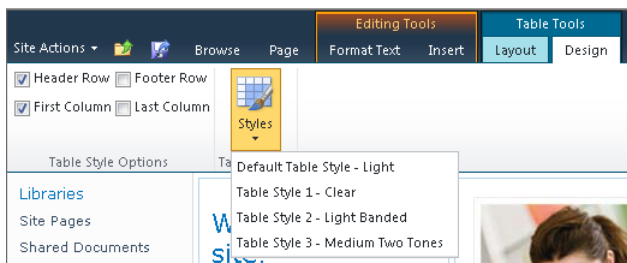 Editing Tools Table Tools
Site Actions Browse Page Format Text Insert Layout Design
Header Row Footer Row
First Column Last Column
Styles
Table Style Options
Default Table Style - Light
Libraries
Table Style 1 - Clear
Site Pages
Table Style 2 - Light Banded
Shared Documents
Table Style 3 - Medium Two Tones